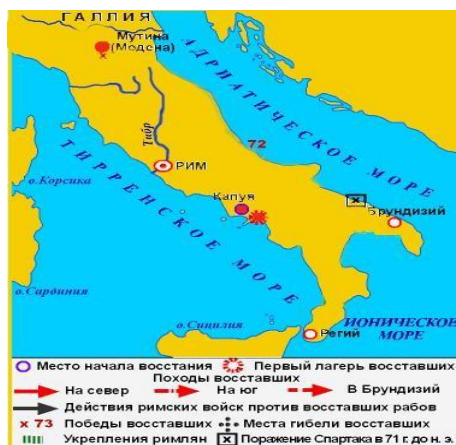 ГАЛЛИЯ
Мутина
(Модена)
АДРИАТИЧЕСКОЕ МОРЕ
Тибр
72
РИМ
о.Корсика
ТИРРЕНСКОЕ МОРЕ
Капуя
Брундизий
о.Сардиния
о.Сицилия
Регий
ИОНИЧЕСКОЕ
МОРЕ
Место начала восстания Первый лагерь восставших
Походы восставших
На север На юг В Брундизий
Действия римских войск против восставших рабов
x 73 Победы восставших Места гибели восставших
Укрепления римлян x Поражение Спартака в 71 г до н. э.